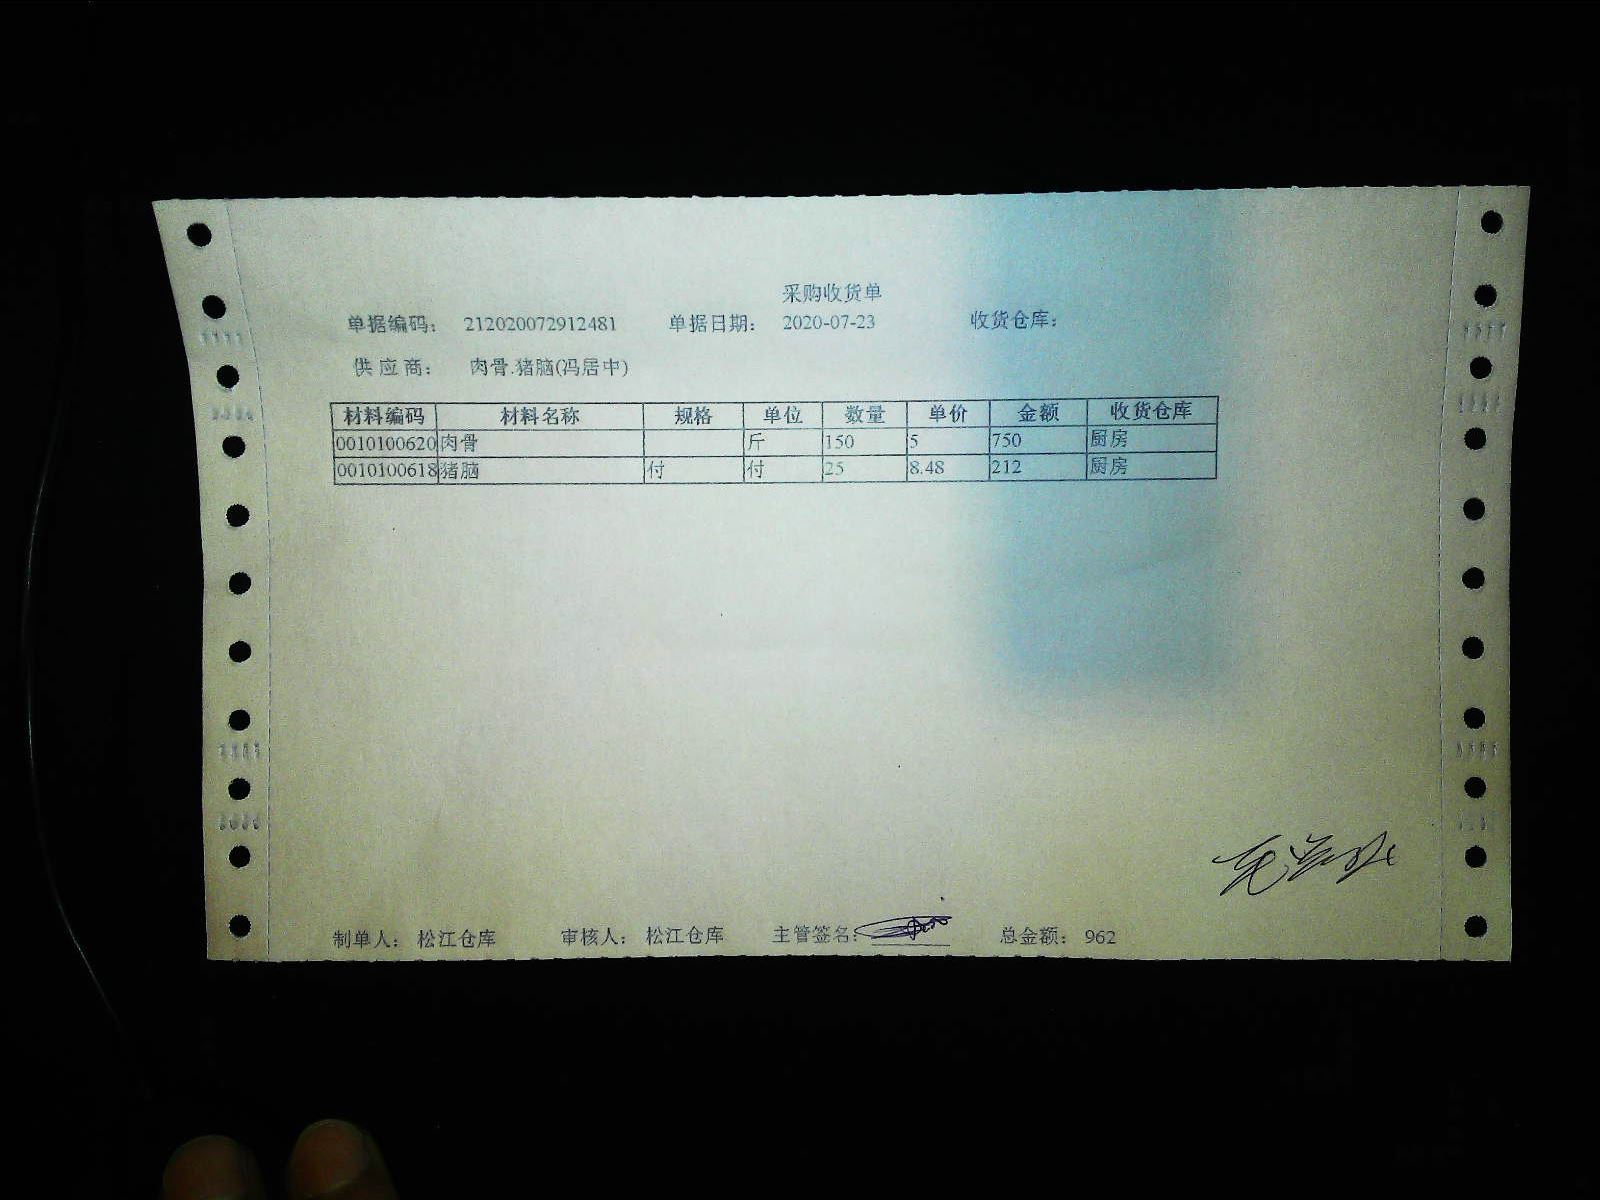 采购收货单
单据编码: 212020072912481 单据日期: 2020-07-23 收货仓库:
供应商: 肉骨.猪脑(冯居中)
材料编码 材料名称 规格 单位 数量 单价 金额 收货仓库
0010100620 肉骨 斤 150 5 750 厨房
0010100618 猪脑 付 付 25 8.48 212 厨房
制单人: 松江仓库 审核人: 松江仓库 主管签名: 总金额: 962